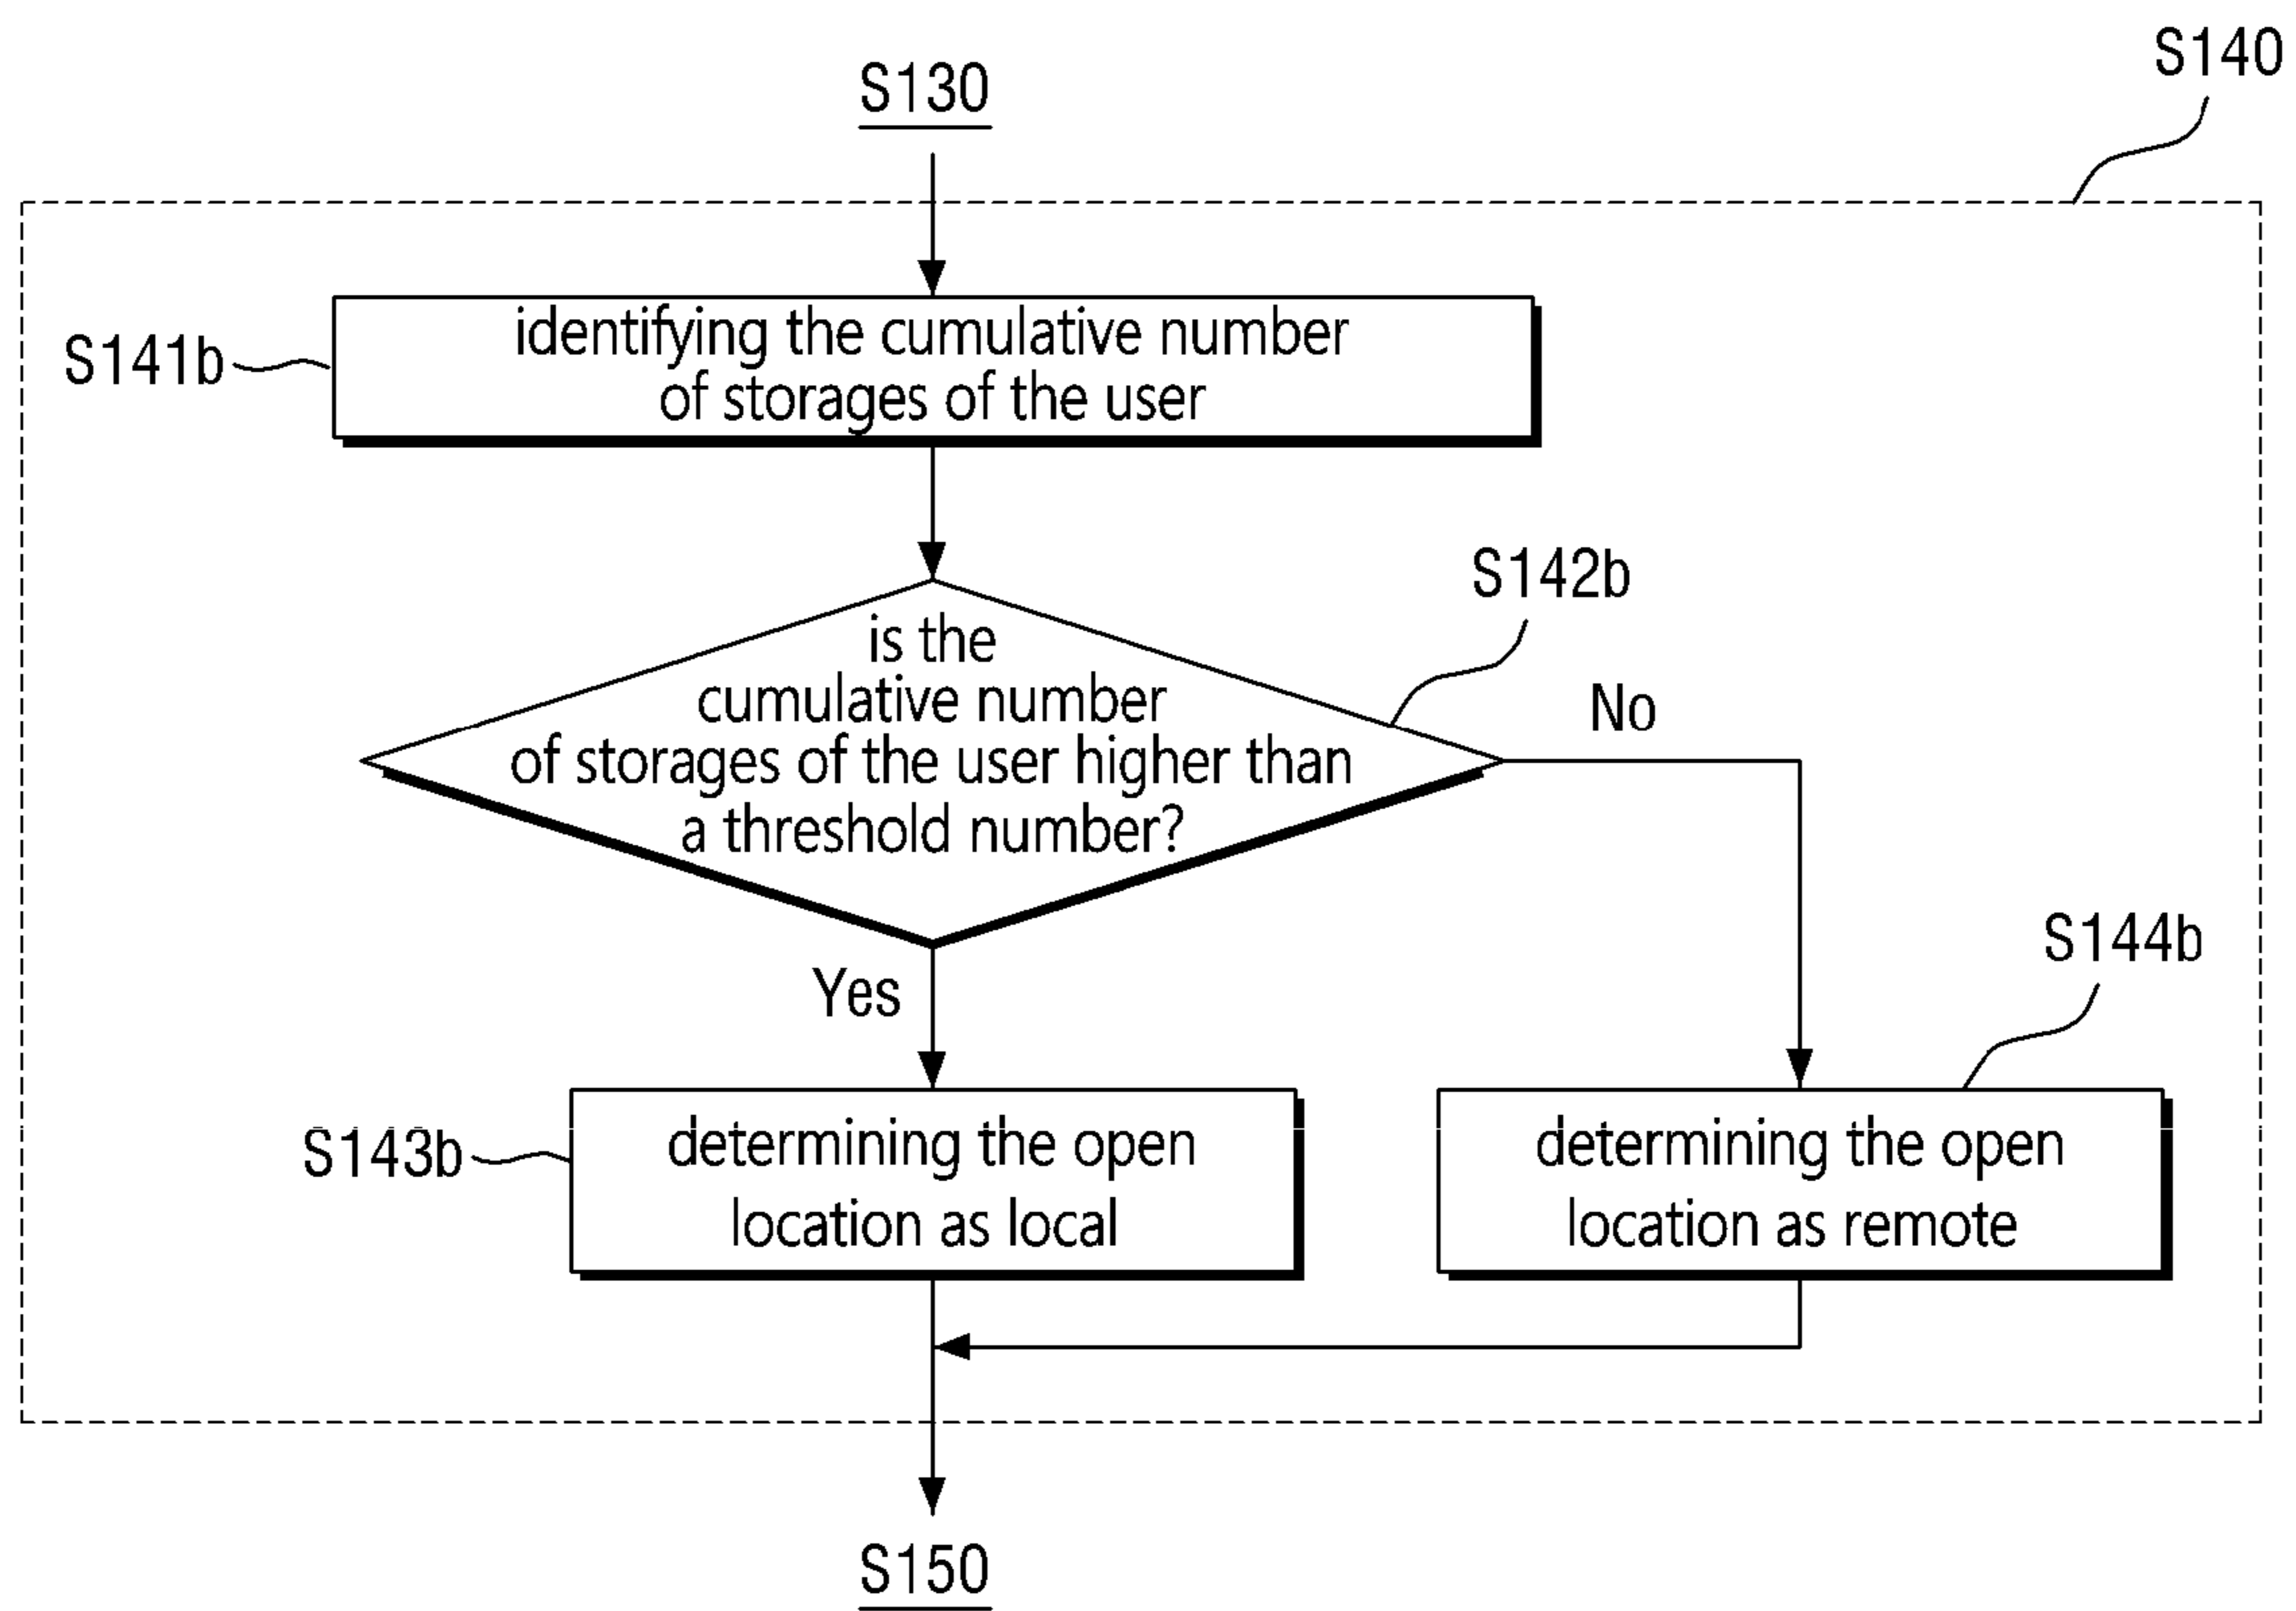 S140
S130
S141b
identifying the cumulative number
of storages of the user
S142b
is the
cumulative number
of storages of the user higher than
a threshold number?
No
Yes
S144b
S143b
determining the open
location as local
determining the open
location as remote
S150